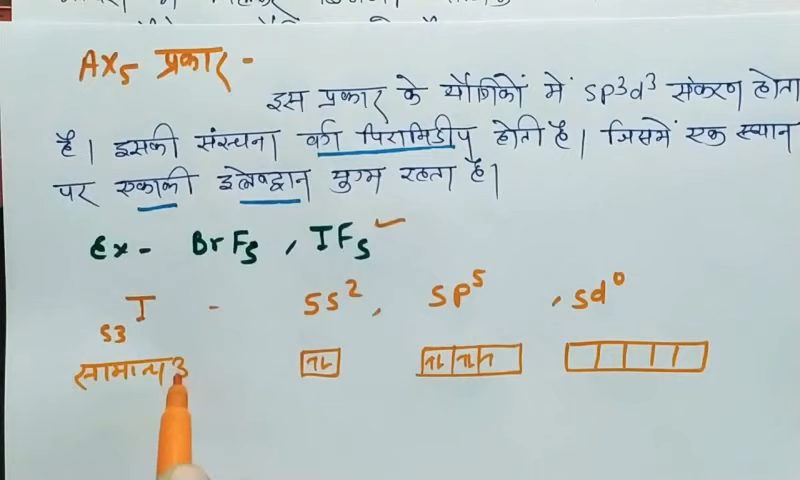 AX5 प्रकार -
इस प्रकार के यौगिकों में sp³d³ संकरण होता
है। इसकी संरचना वर्ग पिरामिडीय होती है। जिसमें एक स्थान
पर एकाकी इलेक्ट्रान युग्म रहता है।
Ex - BrF5 , IF5
53I - 5s², 5p⁵ , 5d⁰
सामान्य अ